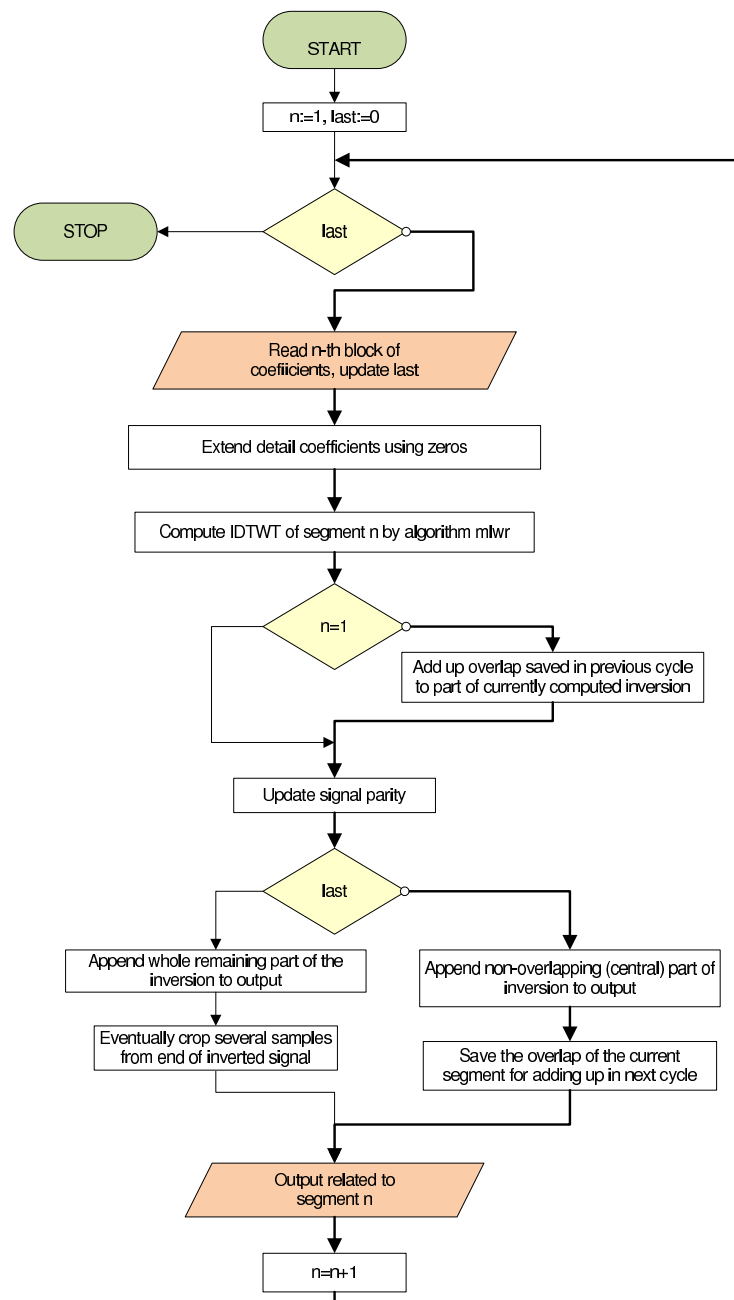 START
n:=1, last:=0
last
STOP
Read n-th block of
coefiicients, update last
Extend detail coefficients using zeros
Compute IDTWT of segment n by algorithm mlwr
n=1
Add up overlap saved in previous cycle
to part of currently computed inversion
Update signal parity
last
Append whole remaining part of the
inversion to output
Append non-overlapping (central) part of
inversion to output
Eventually crop several samples
from end of inverted signal
Save the overlap of the current
segment for adding up in next cycle
Output related to
segment n
n=n+1